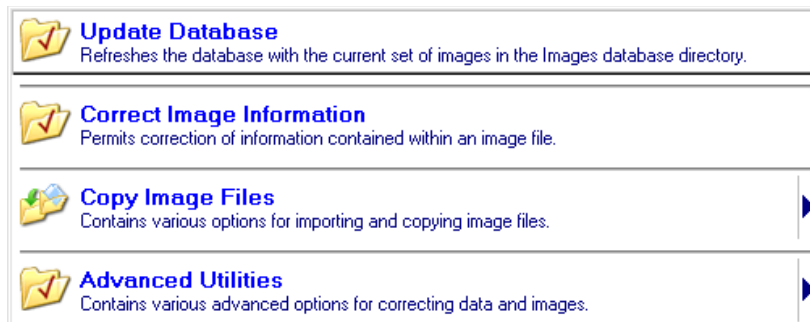 Update Database
Refreshes the database with the current set of images in the Images database directory.
Correct Image Information
Permits correction of information contained within an image file.
Copy Image Files
Contains various options for importing and copying image files.
Advanced Utilities
Contains various advanced options for correcting data and images.